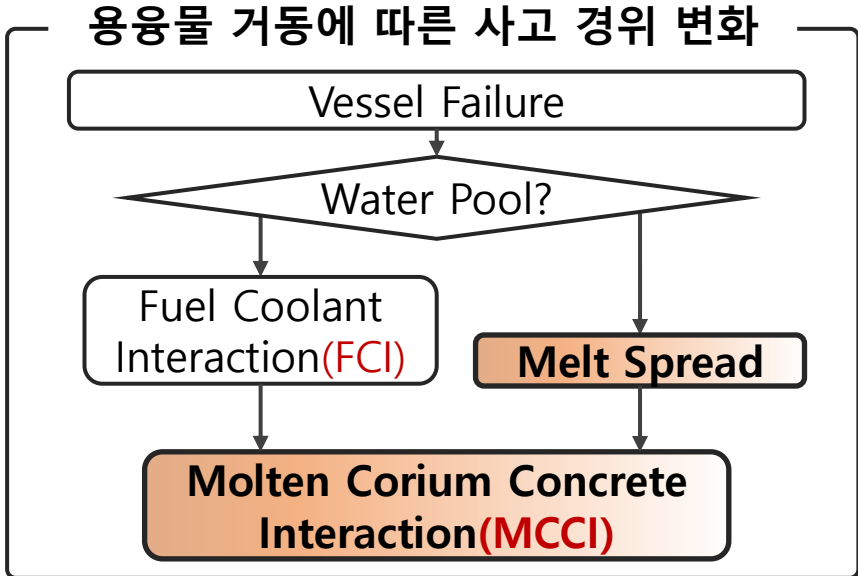 용융물 거동에 따른 사고 경위 변화
Vessel Failure
Water Pool?
Fuel Coolant
Interaction(FCI)
Melt Spread
Molten Corium Concrete
Interaction(MCCI)